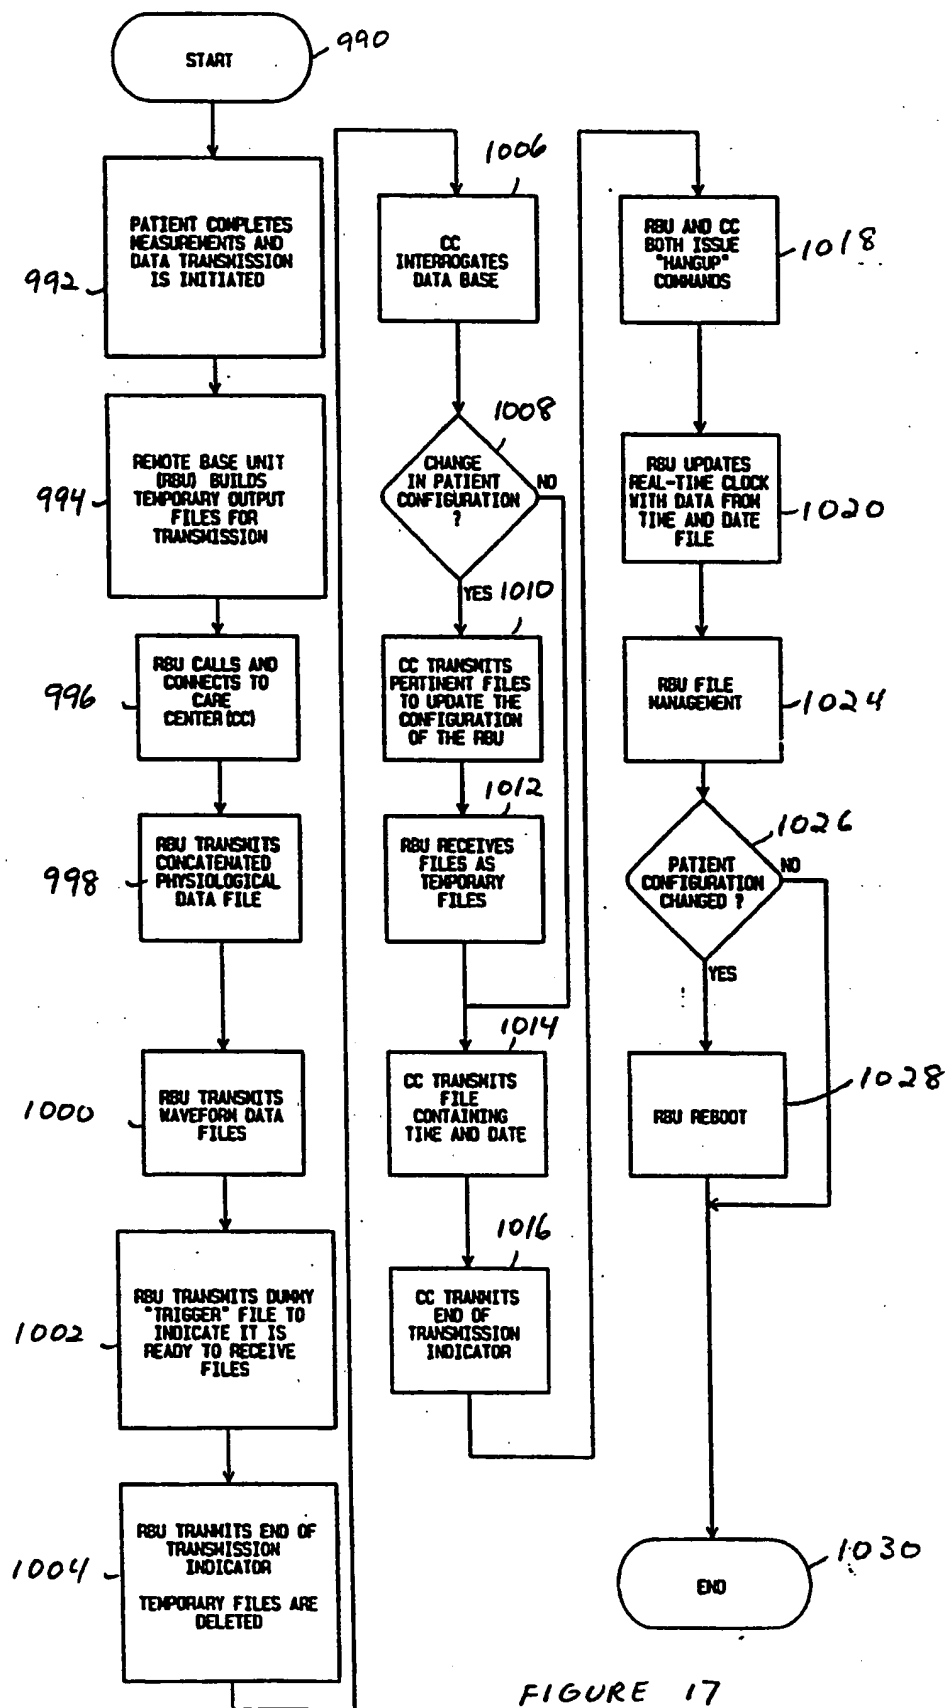 START
990
PATIENT COMPLETES
MEASUREMENTS AND
DATA TRANSMISSION
IS INITIATED
992
REMOTE BASE UNIT
(RBU) BUILDS
TEMPORARY OUTPUT
FILES FOR
TRANSMISSION
994
RBU CALLS AND
CONNECTS TO
CARE
CENTER(CC)
996
RBU TRANSMITS
CONCATENATED
PHYSIOLOGICAL
DATA FILE
998
RBU TRANSMITS
WAVEFORM DATA
FILES
1000
RBU TRANSMITS DUMMY
"TRIGGER" FILE TO
INDICATE IT IS
READY TO RECEIVE
FILES
1002
RBU TRANMITS END OF
TRANSMISSION
INDICATOR
TEMPORARY FILES ARE
DELETED
1004
1006
CC
INTERROGATES
DATA BASE
1008
CHANGE
IN PATIENT
CONFIGURATION
?
NO
YES
1010
CC TRANSMITS
PERTINENT FILES
TO UPDATE THE
CONFIGURATION
OF THE RBU
1012
RBU RECEIVES
FILES AS
TEMPORARY
FILES
1014
CC TRANSMITS
FILE
CONTAINING
TIME AND DATE
1016
CC TRANMITS
END OF
TRANSMISSION
INDICATOR
RBU AND CC
BOTH ISSUE
"HANGUP"
COMMANDS
1018
RBU UPDATES
REAL-TIME CLOCK
WITH DATA FROM
TIME AND DATE
FILE
1020
RBU FILE
MANAGEMENT
1024
1026
PATIENT
CONFIGURATION
CHANGED ?
NO
YES
1028
RBU REBOOT
1030
END
FIGURE 17